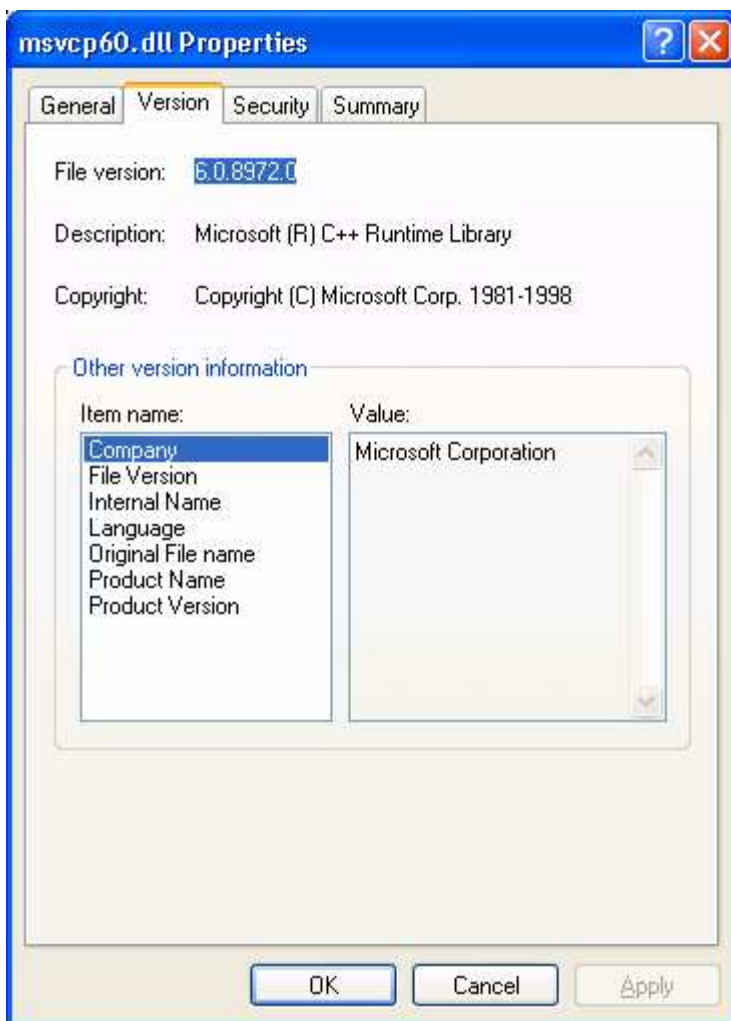 msvcp60.dll Properties
General Version Security Summary
File version: 6.0.8972.0
Description: Microsoft (R) C++ Runtime Library
Copyright: Copyright (C) Microsoft Corp. 1981-1998
Other version information
Item name: Value:
Company Microsoft Corporation
File Version
Internal Name
Language
Original File name
Product Name
Product Version
OK Cancel Apply